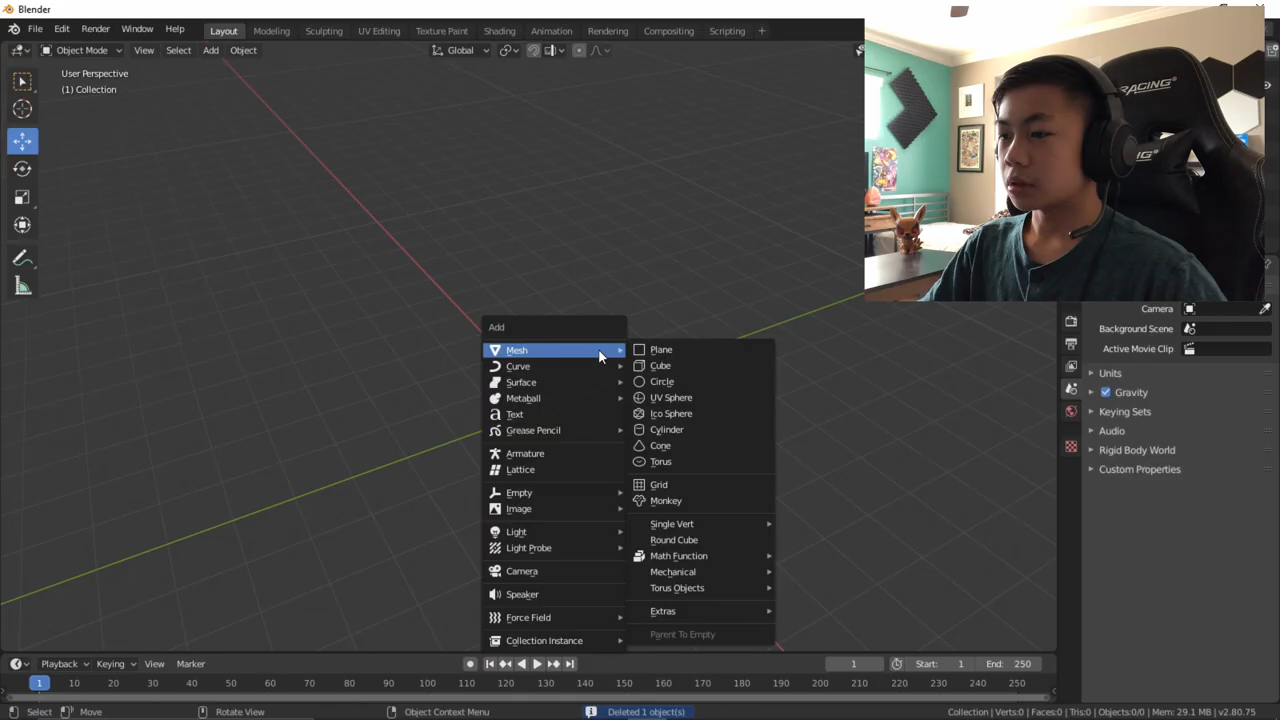 Blender
File Edit Render Window Help
Layout Modeling Sculpting UV Editing Texture Paint Shading Animation Rendering Compositing Scripting +
Object Mode View Select Add Object Global
User Perspective
(1) Collection
RACING
Add
Mesh
Curve
Surface
Metaball
Text
Grease Pencil
Armature
Lattice
Empty
Image
Light
Light Probe
Camera
Speaker
Force Field
Collection Instance
Plane
Cube
Circle
UV Sphere
Ico Sphere
Cylinder
Cone
Torus
Grid
Monkey
Single Vert
Round Cube
Math Function
Mechanical
Torus Objects
Extras
Parent To Empty
Camera
Background Scene
Active Movie Clip
Units
Gravity
Keying Sets
Audio
Rigid Body World
Custom Properties
Playback Keying View Marker 1 Start: 1 End: 250
1 10 20 30 40 50 60 70 80 90 100 110 120 130 140 150 160 170 180 190 200 210 220 230 240 250
Select Move Rotate View Object Context Menu Deleted 1 object(s) Collection | Verts:0 | Faces:0 | Tris:0 | Objects:0/0 | Mem: 29.1 MB | v2.80.75